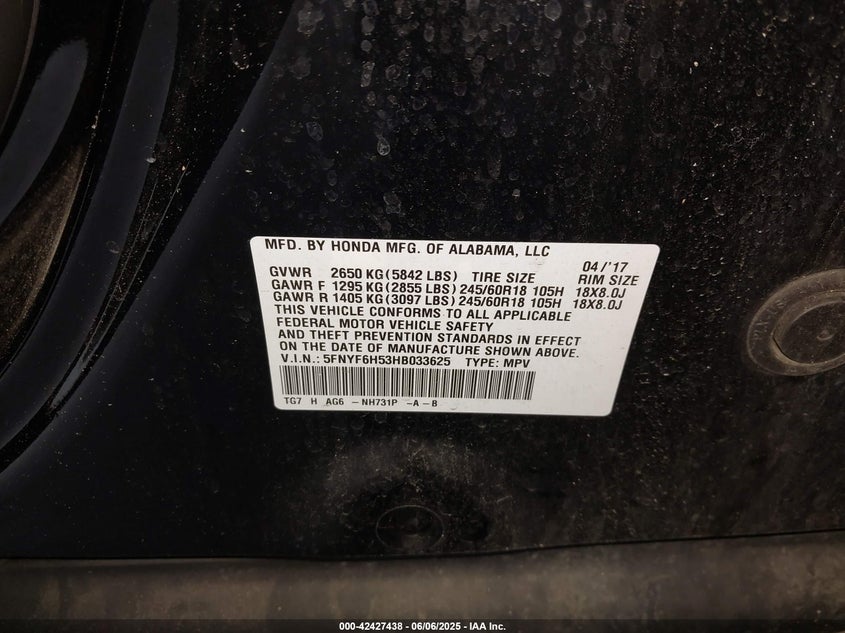 MFD. BY HONDA MFG. OF ALABAMA, LLC
04/'17
GVWR 2650 KG(5842 LBS) TIRE SIZE RIM SIZE
GAWR F 1295 KG(2855 LBS) 245/60R18 105H 18X8.0J
GAWR R 1405 KG(3097 LBS) 245/60R18 105H 18X8.0J
THIS VEHICLE CONFORMS TO ALL APPLICABLE
FEDERAL MOTOR VEHICLE SAFETY
AND THEFT PREVENTION STANDARDS IN EFFECT
ON THE DATE OF MANUFACTURE SHOWN ABOVE.
V.I.N.: 5FNYF6H53HB033625 TYPE: MPV
TG7 H AG6 -NH731P -A-B
000-42427438 - 06/06/2025 - IAA Inc.